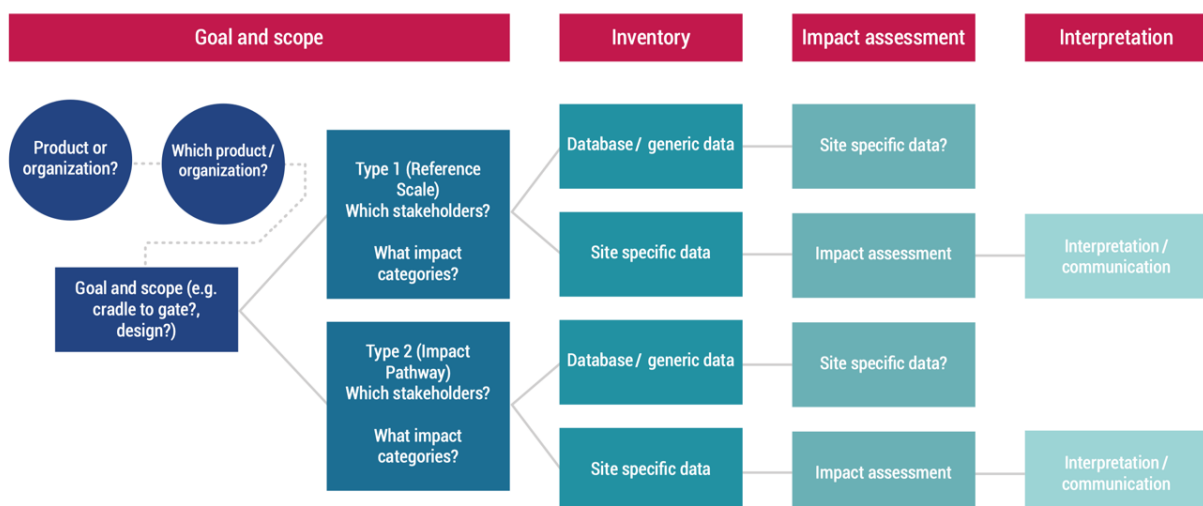 Goal and scope
Inventory
Impact assessment
Interpretation
Product or
organization?
Which product /
organization?
Goal and scope (e.g.
cradle to gate?,
design?)
Type 1 (Reference
Scale)
Which stakeholders?
What impact
categories?
Type 2 (Impact
Pathway)
Which stakeholders?
What impact
categories?
Database / generic data
Site specific data?
Site specific data
Impact assessment
Interpretation /
communication
Database / generic data
Site specific data?
Site specific data
Impact assessment
Interpretation /
communication